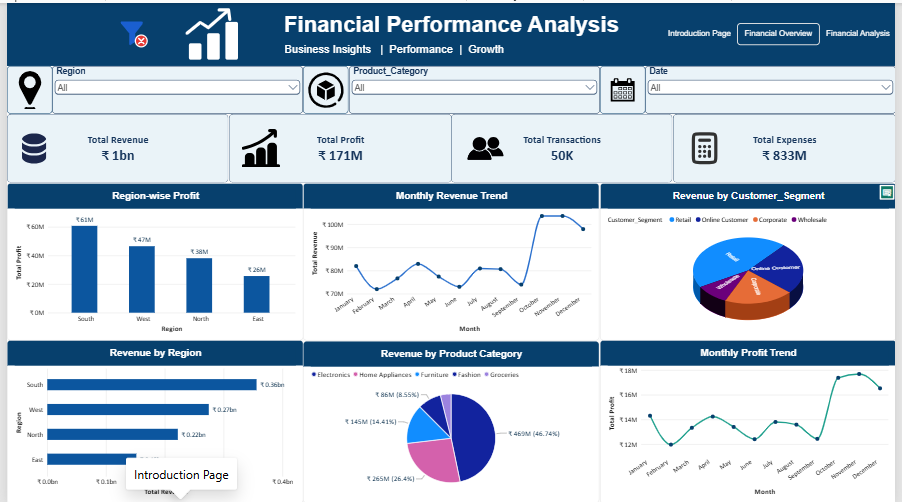 Financial Performance Analysis
Business Insights | Performance | Growth
Introduction Page
Financial Overview
Financial Analysis
Region
All
Product_Category
All
Date
All
Total Revenue
₹ 1bn
Total Profit
₹ 171M
Total Transactions
50K
Total Expenses
₹ 833M
Region-wise Profit
Total Profit
₹ 60M
₹ 40M
₹ 20M
₹ 0M
₹ 61M
₹ 47M
₹ 38M
₹ 26M
South
West
North
East
Region
Monthly Revenue Trend
Total Revenue
₹ 100M
₹ 90M
₹ 80M
₹ 70M
January
February
March
April
May
June
July
August
September
October
November
December
Month
Revenue by Customer_Segment
Customer_Segment
Retail
Online Customer
Corporate
Wholesale
Retail
Online Customer
Corporate
Wholesale
Revenue by Region
Region
South
West
North
East
₹ 0.36bn
₹ 0.27bn
₹ 0.22bn
₹ 0.0bn
₹ 0.1bn
₹ 0.4bn
Introduction Page
Revenue by Product Category
Electronics
Home Appliances
Furniture
Fashion
Groceries
₹ 86M (8.55%)
₹ 145M (14.41%)
₹ 265M (26.4%)
₹ 469M (46.74%)
Monthly Profit Trend
Total Profit
₹ 18M
₹ 16M
₹ 14M
₹ 12M
January
February
March
April
May
June
July
August
September
October
November
December
Month